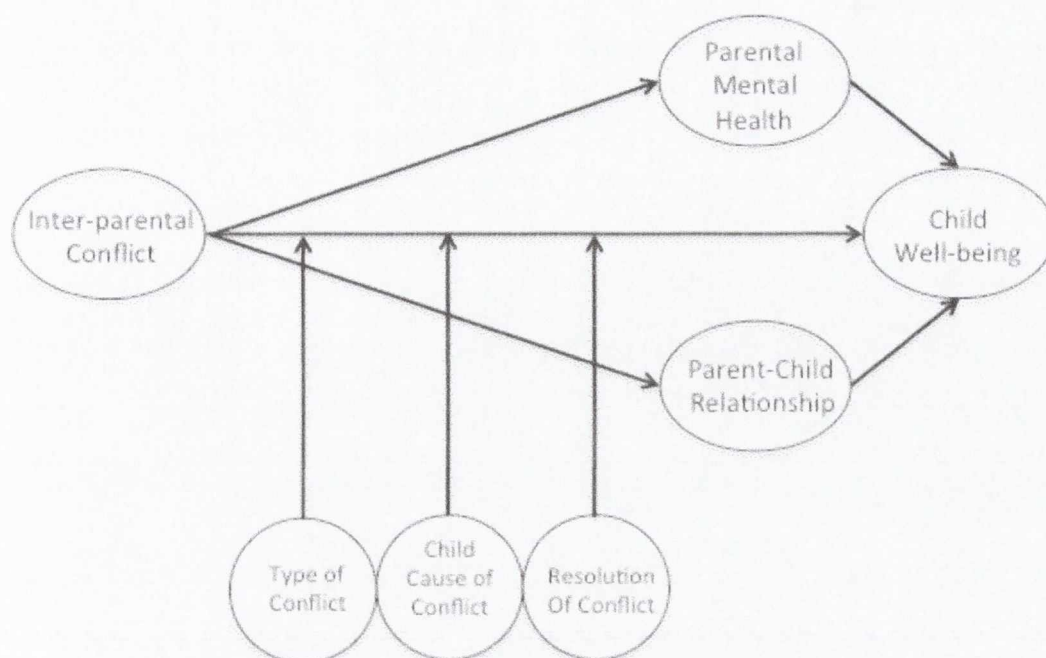 Parental
Mental
Health
Inter-parental
Conflict
Child
Well-being
Parent-Child
Relationship
Type of
Conflict
Child
Cause of
Conflict
Resolution
Of Conflict